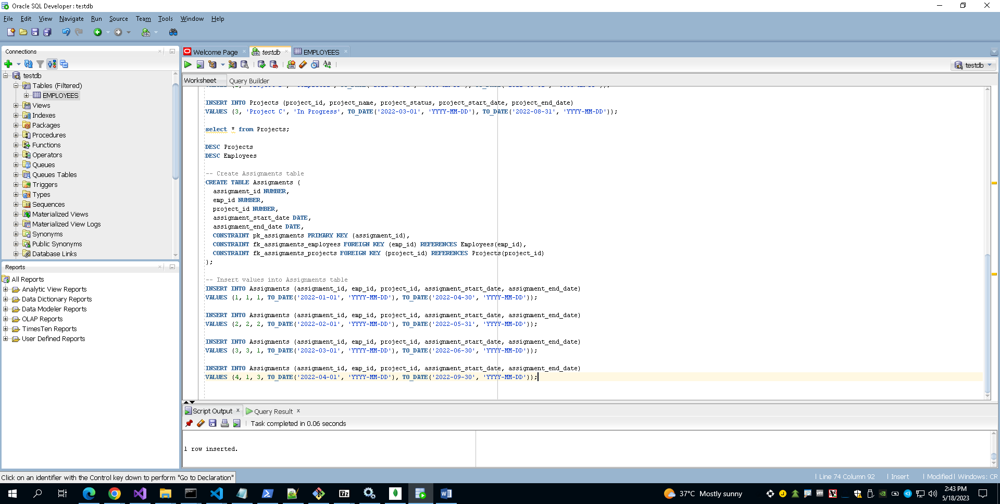 Oracle SQL Developer : testdb
File Edit View Navigate Run Source Team Tools Window Help
Connections
testdb
Tables (Filtered)
EMPLOYEES
Views
Indexes
Packages
Procedures
Functions
Operators
Queues
Queues Tables
Triggers
Types
Sequences
Materialized Views
Materialized View Logs
Synonyms
Public Synonyms
Database Links
Reports
All Reports
Analytic View Reports
Data Dictionary Reports
Data Modeler Reports
OLAP Reports
TimesTen Reports
User Defined Reports
Welcome Page testdb EMPLOYEES
testdb
Worksheet Query Builder
INSERT INTO Projects (project_id, project_name, project_status, project_start_date, project_end_date)
VALUES (3, 'Project C', 'In Progress', TO_DATE('2022-03-01', 'YYYY-MM-DD'), TO_DATE('2022-08-31', 'YYYY-MM-DD'));
select * from Projects;
DESC Projects
DESC Employees
-- Create Assignments table
CREATE TABLE Assignments (
assignment_id NUMBER,
emp_id NUMBER,
project_id NUMBER,
assignment_start_date DATE,
assignment_end_date DATE,
CONSTRAINT pk_assignments PRIMARY KEY (assignment_id),
CONSTRAINT fk_assignments_employees FOREIGN KEY (emp_id) REFERENCES Employees(emp_id),
CONSTRAINT fk_assignments_projects FOREIGN KEY (project_id) REFERENCES Projects(project_id)
);
-- Insert values into Assignments table
INSERT INTO Assignments (assignment_id, emp_id, project_id, assignment_start_date, assignment_end_date)
VALUES (1, 1, 1, TO_DATE('2022-01-01', 'YYYY-MM-DD'), TO_DATE('2022-04-30', 'YYYY-MM-DD'));
INSERT INTO Assignments (assignment_id, emp_id, project_id, assignment_start_date, assignment_end_date)
VALUES (2, 2, 2, TO_DATE('2022-02-01', 'YYYY-MM-DD'), TO_DATE('2022-05-31', 'YYYY-MM-DD'));
INSERT INTO Assignments (assignment_id, emp_id, project_id, assignment_start_date, assignment_end_date)
VALUES (3, 3, 1, TO_DATE('2022-03-01', 'YYYY-MM-DD'), TO_DATE('2022-06-30', 'YYYY-MM-DD'));
INSERT INTO Assignments (assignment_id, emp_id, project_id, assignment_start_date, assignment_end_date)
VALUES (4, 1, 3, TO_DATE('2022-04-01', 'YYYY-MM-DD'), TO_DATE('2022-09-30', 'YYYY-MM-DD'));
Script Output Query Result
Task completed in 0.06 seconds
1 row inserted.
Click on an identifier with the Control key down to perform "Go to Declaration"
Line 74 Column 92 Insert Modified Windows: CR
37°C Mostly sunny
2:43 PM
5/18/2023